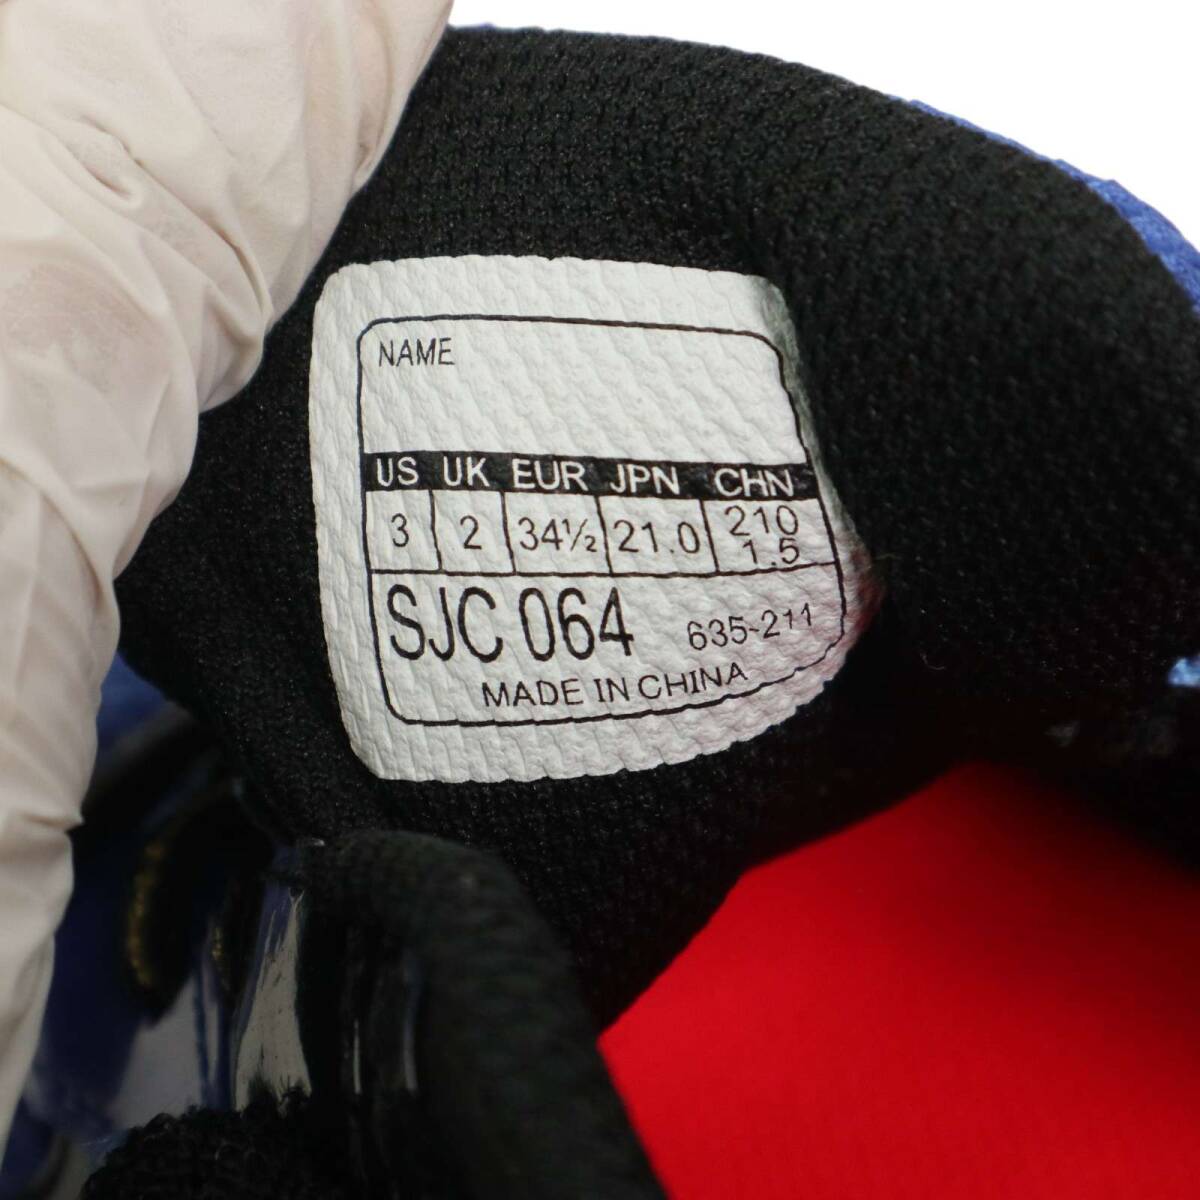 NAME
US UK EUR JPN CHN
3 2 34½ 21.0 210 1.5
SJC 064 635-211
MADE IN CHINA